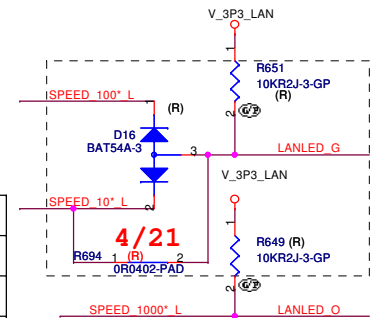 V_3P3_LAN
1
R651
10KR2J-3-GP
(R)
2
G/P
SPEED_100*_L
1
(R)
D16
BAT54A-3
3
LANLED_G
V_3P3_LAN
SPEED_10*_L
2
4/21
1
R649 (R)
10KR2J-3-GP
R694 1 (R) 2
0R0402-PAD
2
G/P
SPEED_1000*_L
LANLED_O